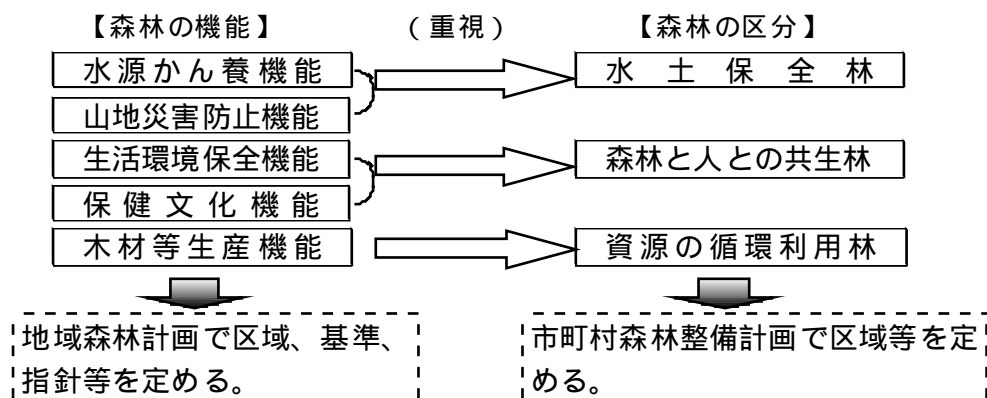 【森林の機能】 （重視） 【森林の区分】
水源かん養機能 水土保全林
山地災害防止機能
生活環境保全機能 森林と人との共生林
保健文化機能
木材等生産機能 資源の循環利用林
地域森林計画で区域、基準、
指針等を定める。
市町村森林整備計画で区域等を定
める。